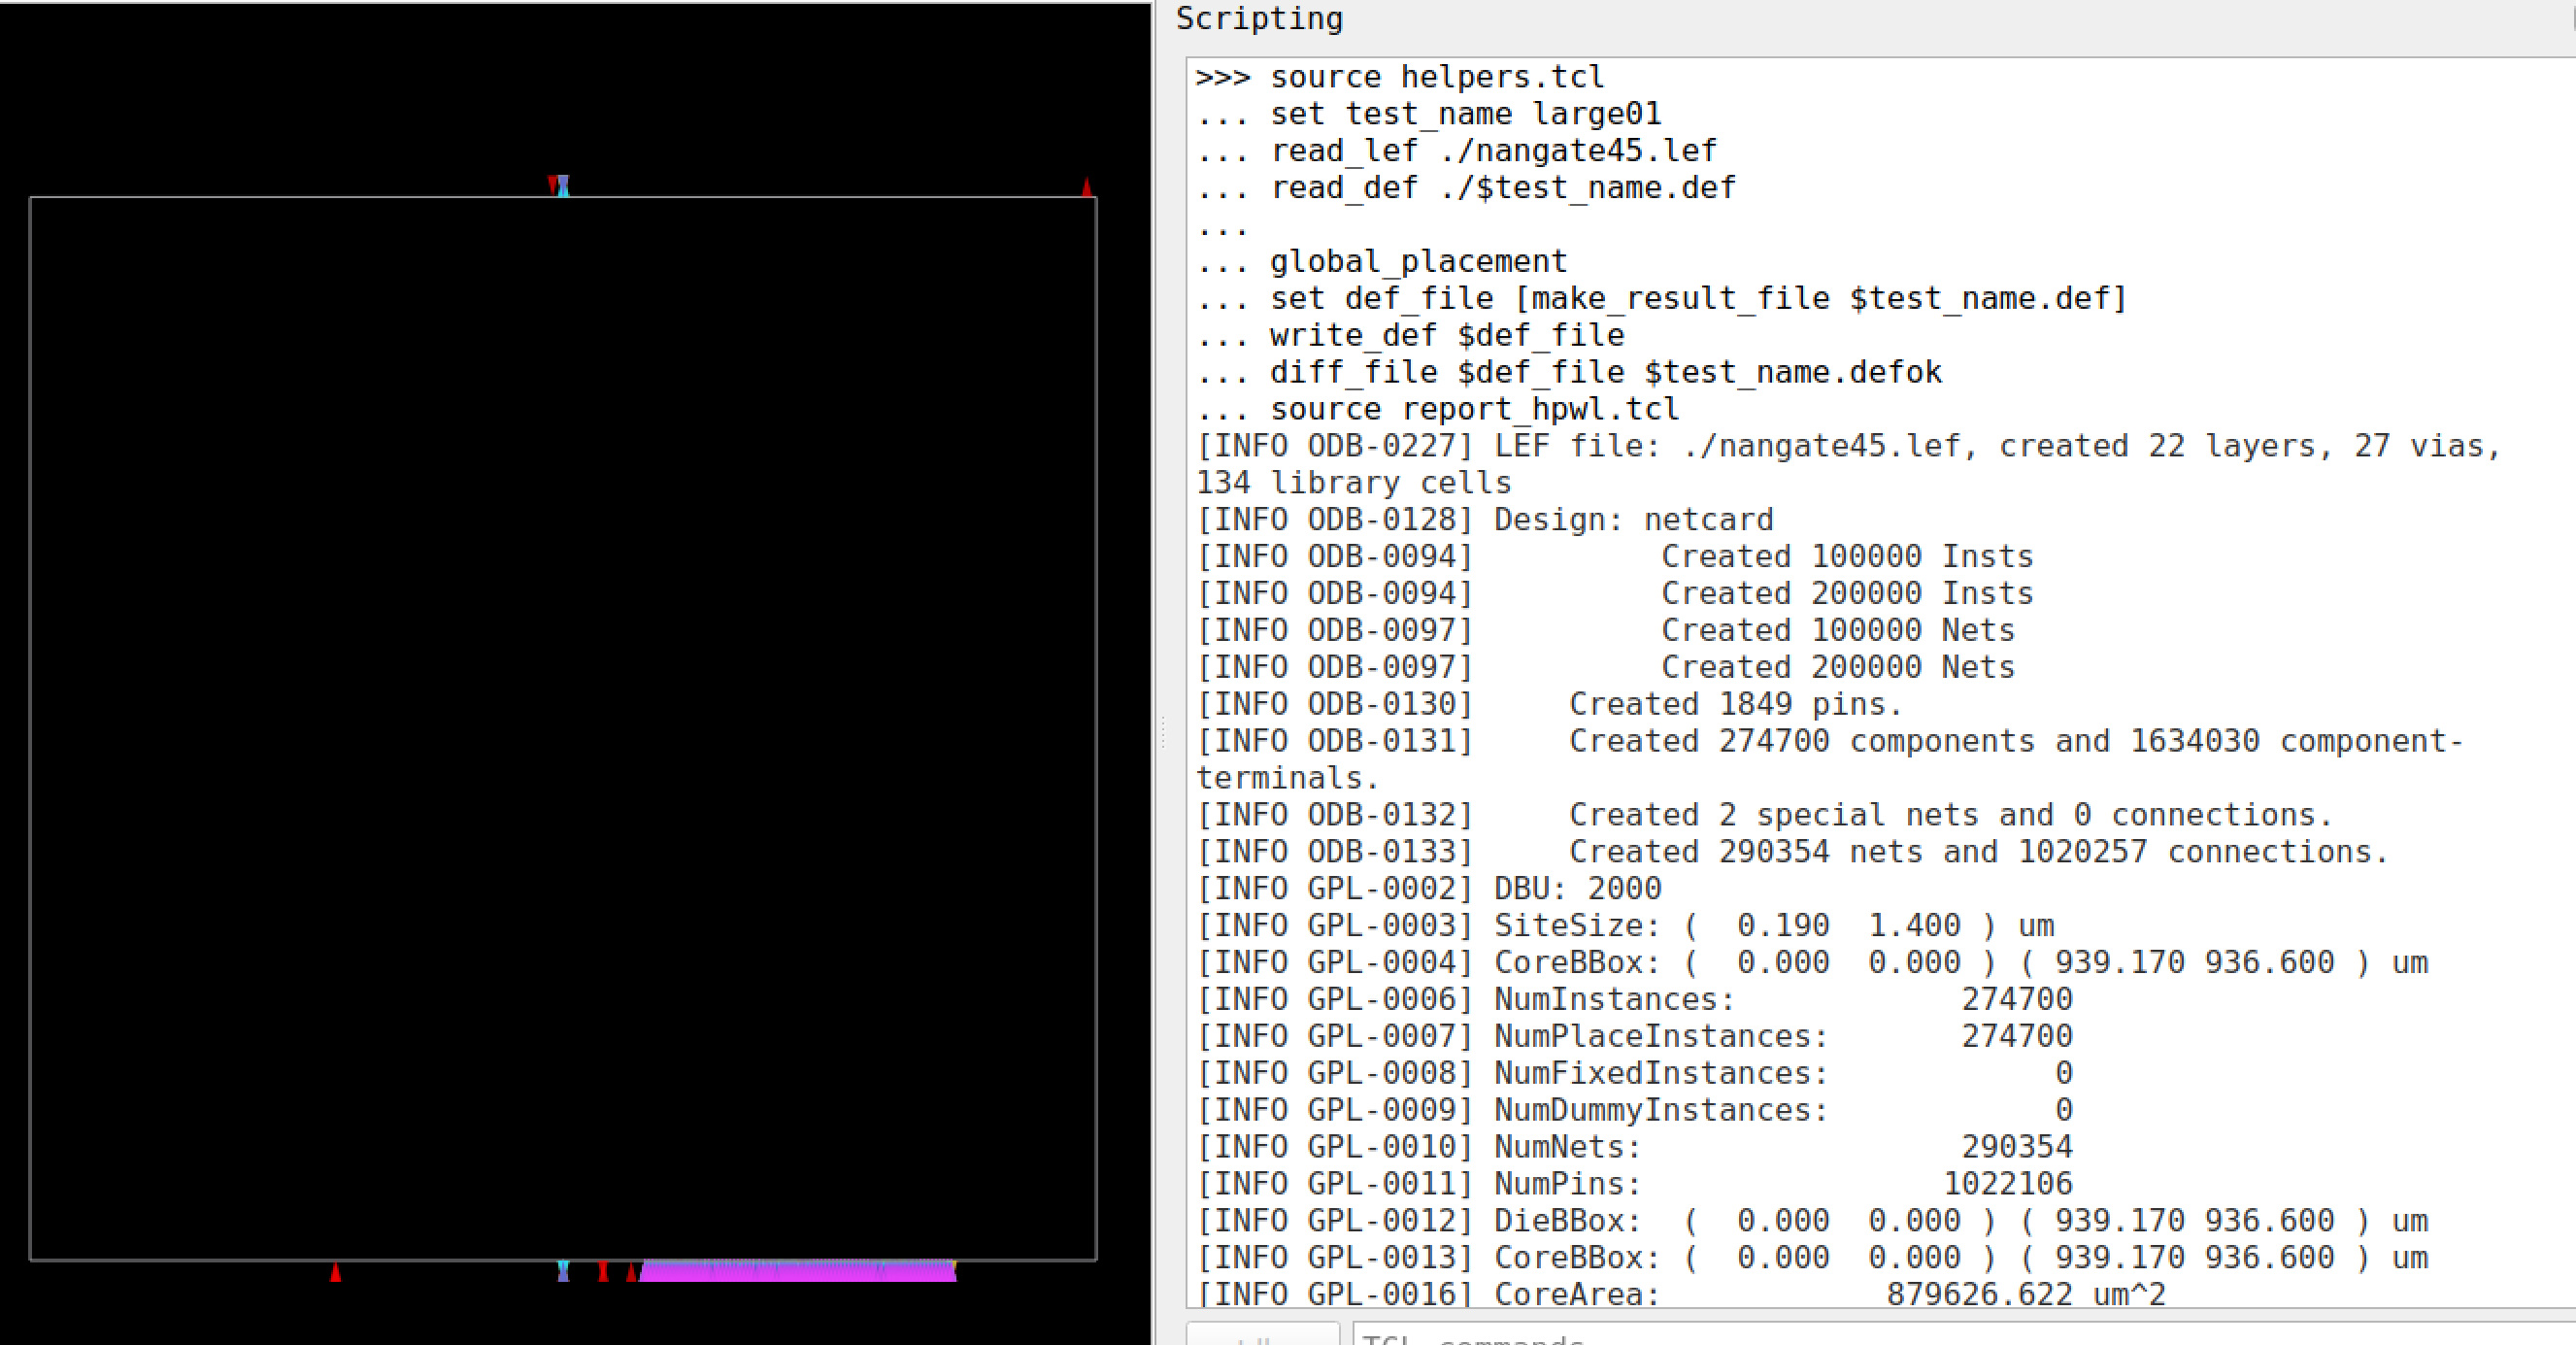 Scripting
>>> source helpers.tcl
... set test_name large01
... read_lef ./nangate45.lef
... read_def ./$test_name.def
...
... global_placement
... set def_file [make_result_file $test_name.def]
... write_def $def_file
... diff_file $def_file $test_name.defok
... source report_hpwl.tcl
[INFO ODB-0227] LEF file: ./nangate45.lef, created 22 layers, 27 vias,
134 library cells
[INFO ODB-0128] Design: netcard
[INFO ODB-0094]          Created 100000 Insts
[INFO ODB-0094]          Created 200000 Insts
[INFO ODB-0097]          Created 100000 Nets
[INFO ODB-0097]          Created 200000 Nets
[INFO ODB-0130]     Created 1849 pins.
[INFO ODB-0131]     Created 274700 components and 1634030 component-
terminals.
[INFO ODB-0132]     Created 2 special nets and 0 connections.
[INFO ODB-0133]     Created 290354 nets and 1020257 connections.
[INFO GPL-0002] DBU: 2000
[INFO GPL-0003] SiteSize: (  0.190  1.400 ) um
[INFO GPL-0004] CoreBBox: (  0.000  0.000 ) ( 939.170 936.600 ) um
[INFO GPL-0006] NumInstances:            274700
[INFO GPL-0007] NumPlaceInstances:       274700
[INFO GPL-0008] NumFixedInstances:            0
[INFO GPL-0009] NumDummyInstances:            0
[INFO GPL-0010] NumNets:                 290354
[INFO GPL-0011] NumPins:                1022106
[INFO GPL-0012] DieBBox:  (  0.000  0.000 ) ( 939.170 936.600 ) um
[INFO GPL-0013] CoreBBox: (  0.000  0.000 ) ( 939.170 936.600 ) um
[INFO GPL-0016] CoreArea:            879626.622 um^2
TCL commands